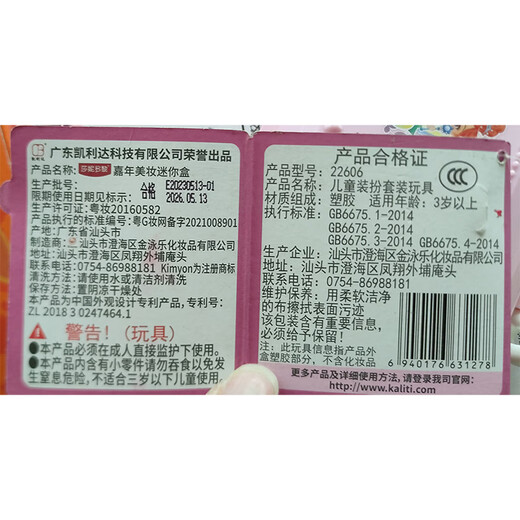 广东凯利达科技有限公司荣誉出品
产品名称：嘉年美妆迷你盒
生产批号： 合格 E20230513-01
限期使用日期见标示： 2026.05.13
生产许可证：粤妆20160582
执行标准：粤G妆网备字2021008901
产地：广东省汕头市
制造商：汕头市澄海区金泳乐化妆品有限公司
地址：汕头市澄海区凤翔外埔庵头
联系方式：0754-86988181 Kimyon为注册商标
清洁方法：请使用水或清洁剂清洗
保存方法：置阴凉干燥处
本产品为中国外观设计专利产品，专利号：
ZL 2018 3 0247464.1
警告！(玩具)
●本产品必须在成人直接监护下使用。
●本产品内含有小零件请勿吞食以免发
生窒息危险，不适合三岁以下儿童使用。
产品合格证
CCC
产品型号：22606
产品名称：儿童装扮套装玩具
材质组成：塑胶 适用年龄：3岁以上
执行标准：GB6675.1-2014
GB6675.2-2014
GB6675.3-2014 GB6675.4-2014
生产企业：汕头市澄海区金泳乐化妆品有限公司
地址：汕头市澄海区凤翔外埔庵头
联系方式：0754-86988181
维护保养：用柔软洁净
的布擦拭表面污迹
该包装含有重要信息，
必须给予保留！
注：此玩具信息指产品外
盒塑胶部分，不含化妆品
6 940176 631278
更多产品及详细使用方法，请登录我司官网：
http://www.kaliti.com